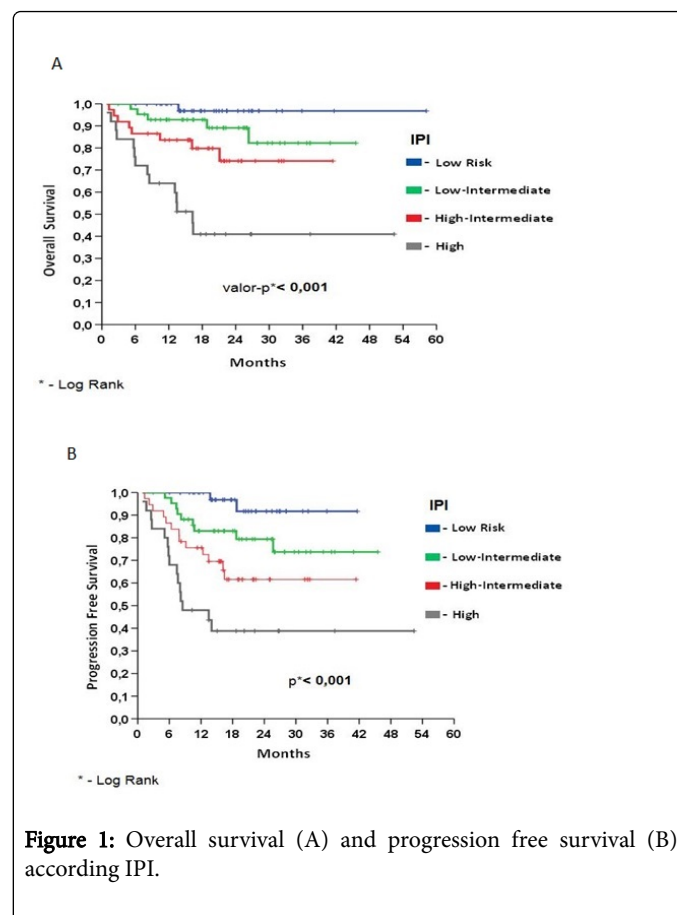 A
1,0
0,9
0,8
0,7
0,6
0,5
0,4
0,3
0,2
0,1
0,0
Overall Survival
0 6 12 18 24 30 36 42 48 54 60
Months
valor-p*< 0,001
IPI
- Low Risk
- Low-Intermediate
- High-Intermediate
- High
* - Log Rank
B
1,0
0,9
0,8
0,7
0,6
0,5
0,4
0,3
0,2
0,1
0,0
Progression Free Survival
0 6 12 18 24 30 36 42 48 54 60
Months
p*< 0,001
IPI
- Low Risk
- Low-Intermediate
- High-Intermediate
- High
* - Log Rank
Figure 1: Overall survival (A) and progression free survival (B)
according IPI.